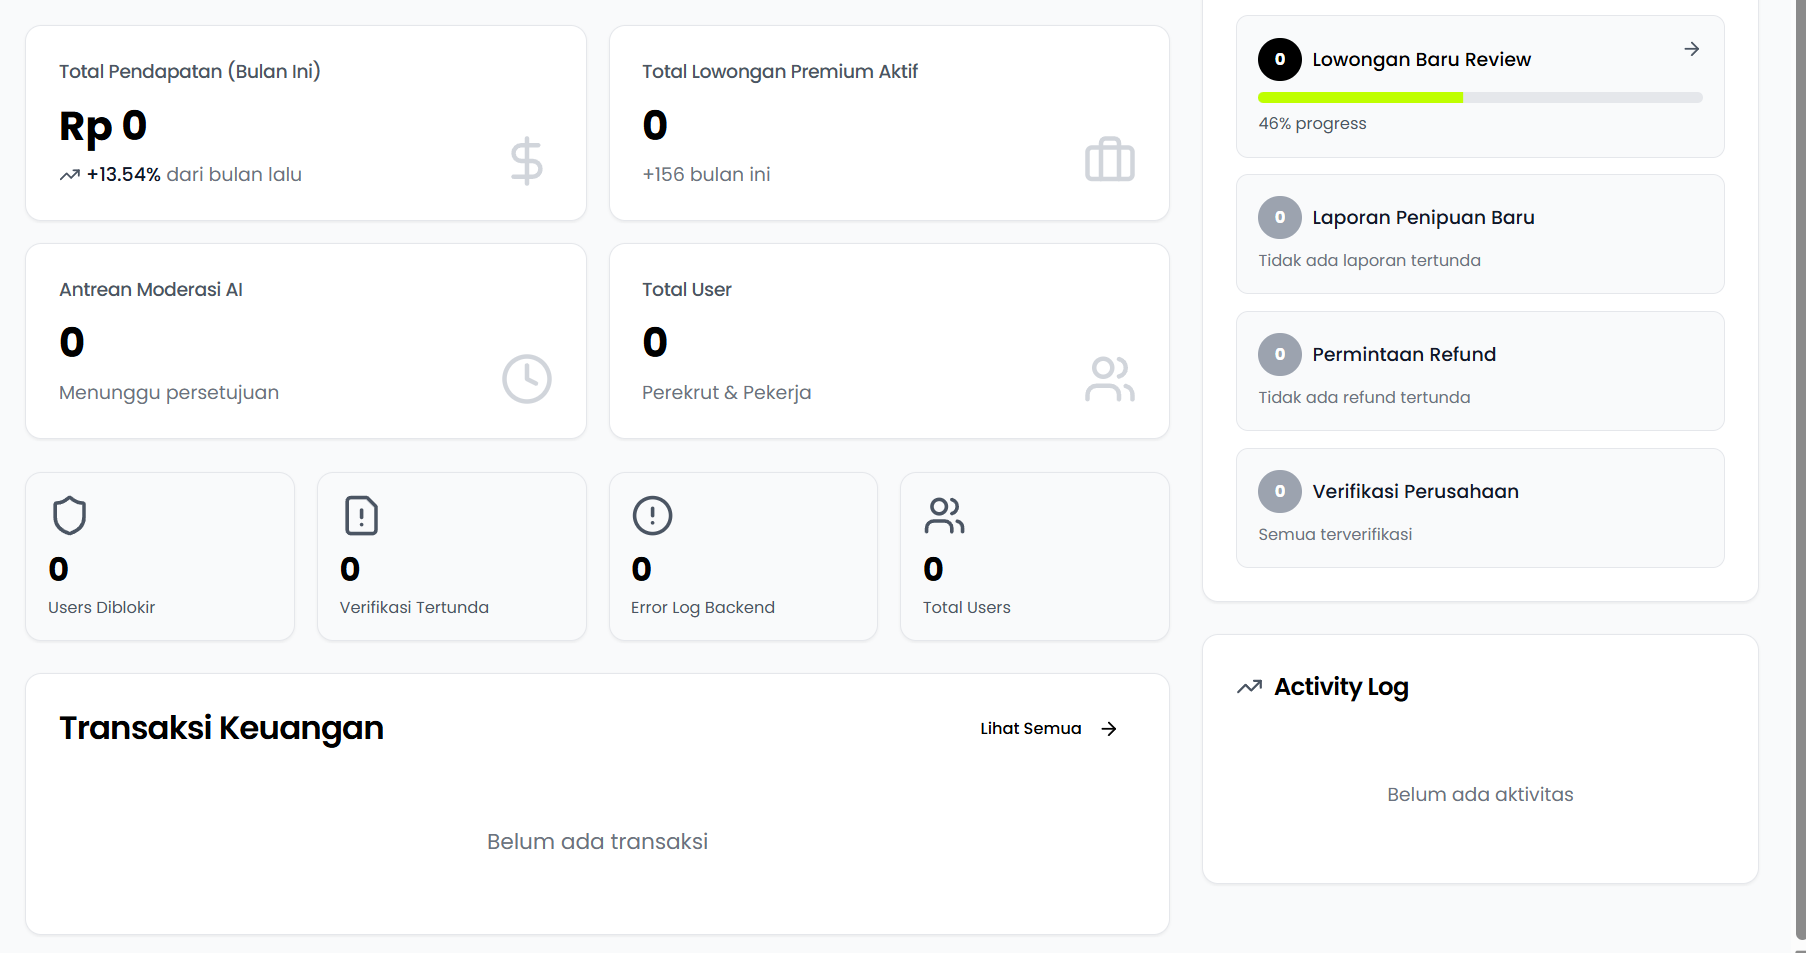 Total Pendapatan (Bulan Ini)
Rp 0
+13.54% dari bulan lalu
Total Lowongan Premium Aktif
0
+156 bulan ini
Antrean Moderasi AI
0
Menunggu persetujuan
Total User
0
Perekrut & Pekerja
0
Users Diblokir
0
Verifikasi Tertunda
0
Error Log Backend
0
Total Users
Transaksi Keuangan
Lihat Semua
Belum ada transaksi
0 Lowongan Baru Review
46% progress
0 Laporan Penipuan Baru
Tidak ada laporan tertunda
0 Permintaan Refund
Tidak ada refund tertunda
0 Verifikasi Perusahaan
Semua terverifikasi
Activity Log
Belum ada aktivitas